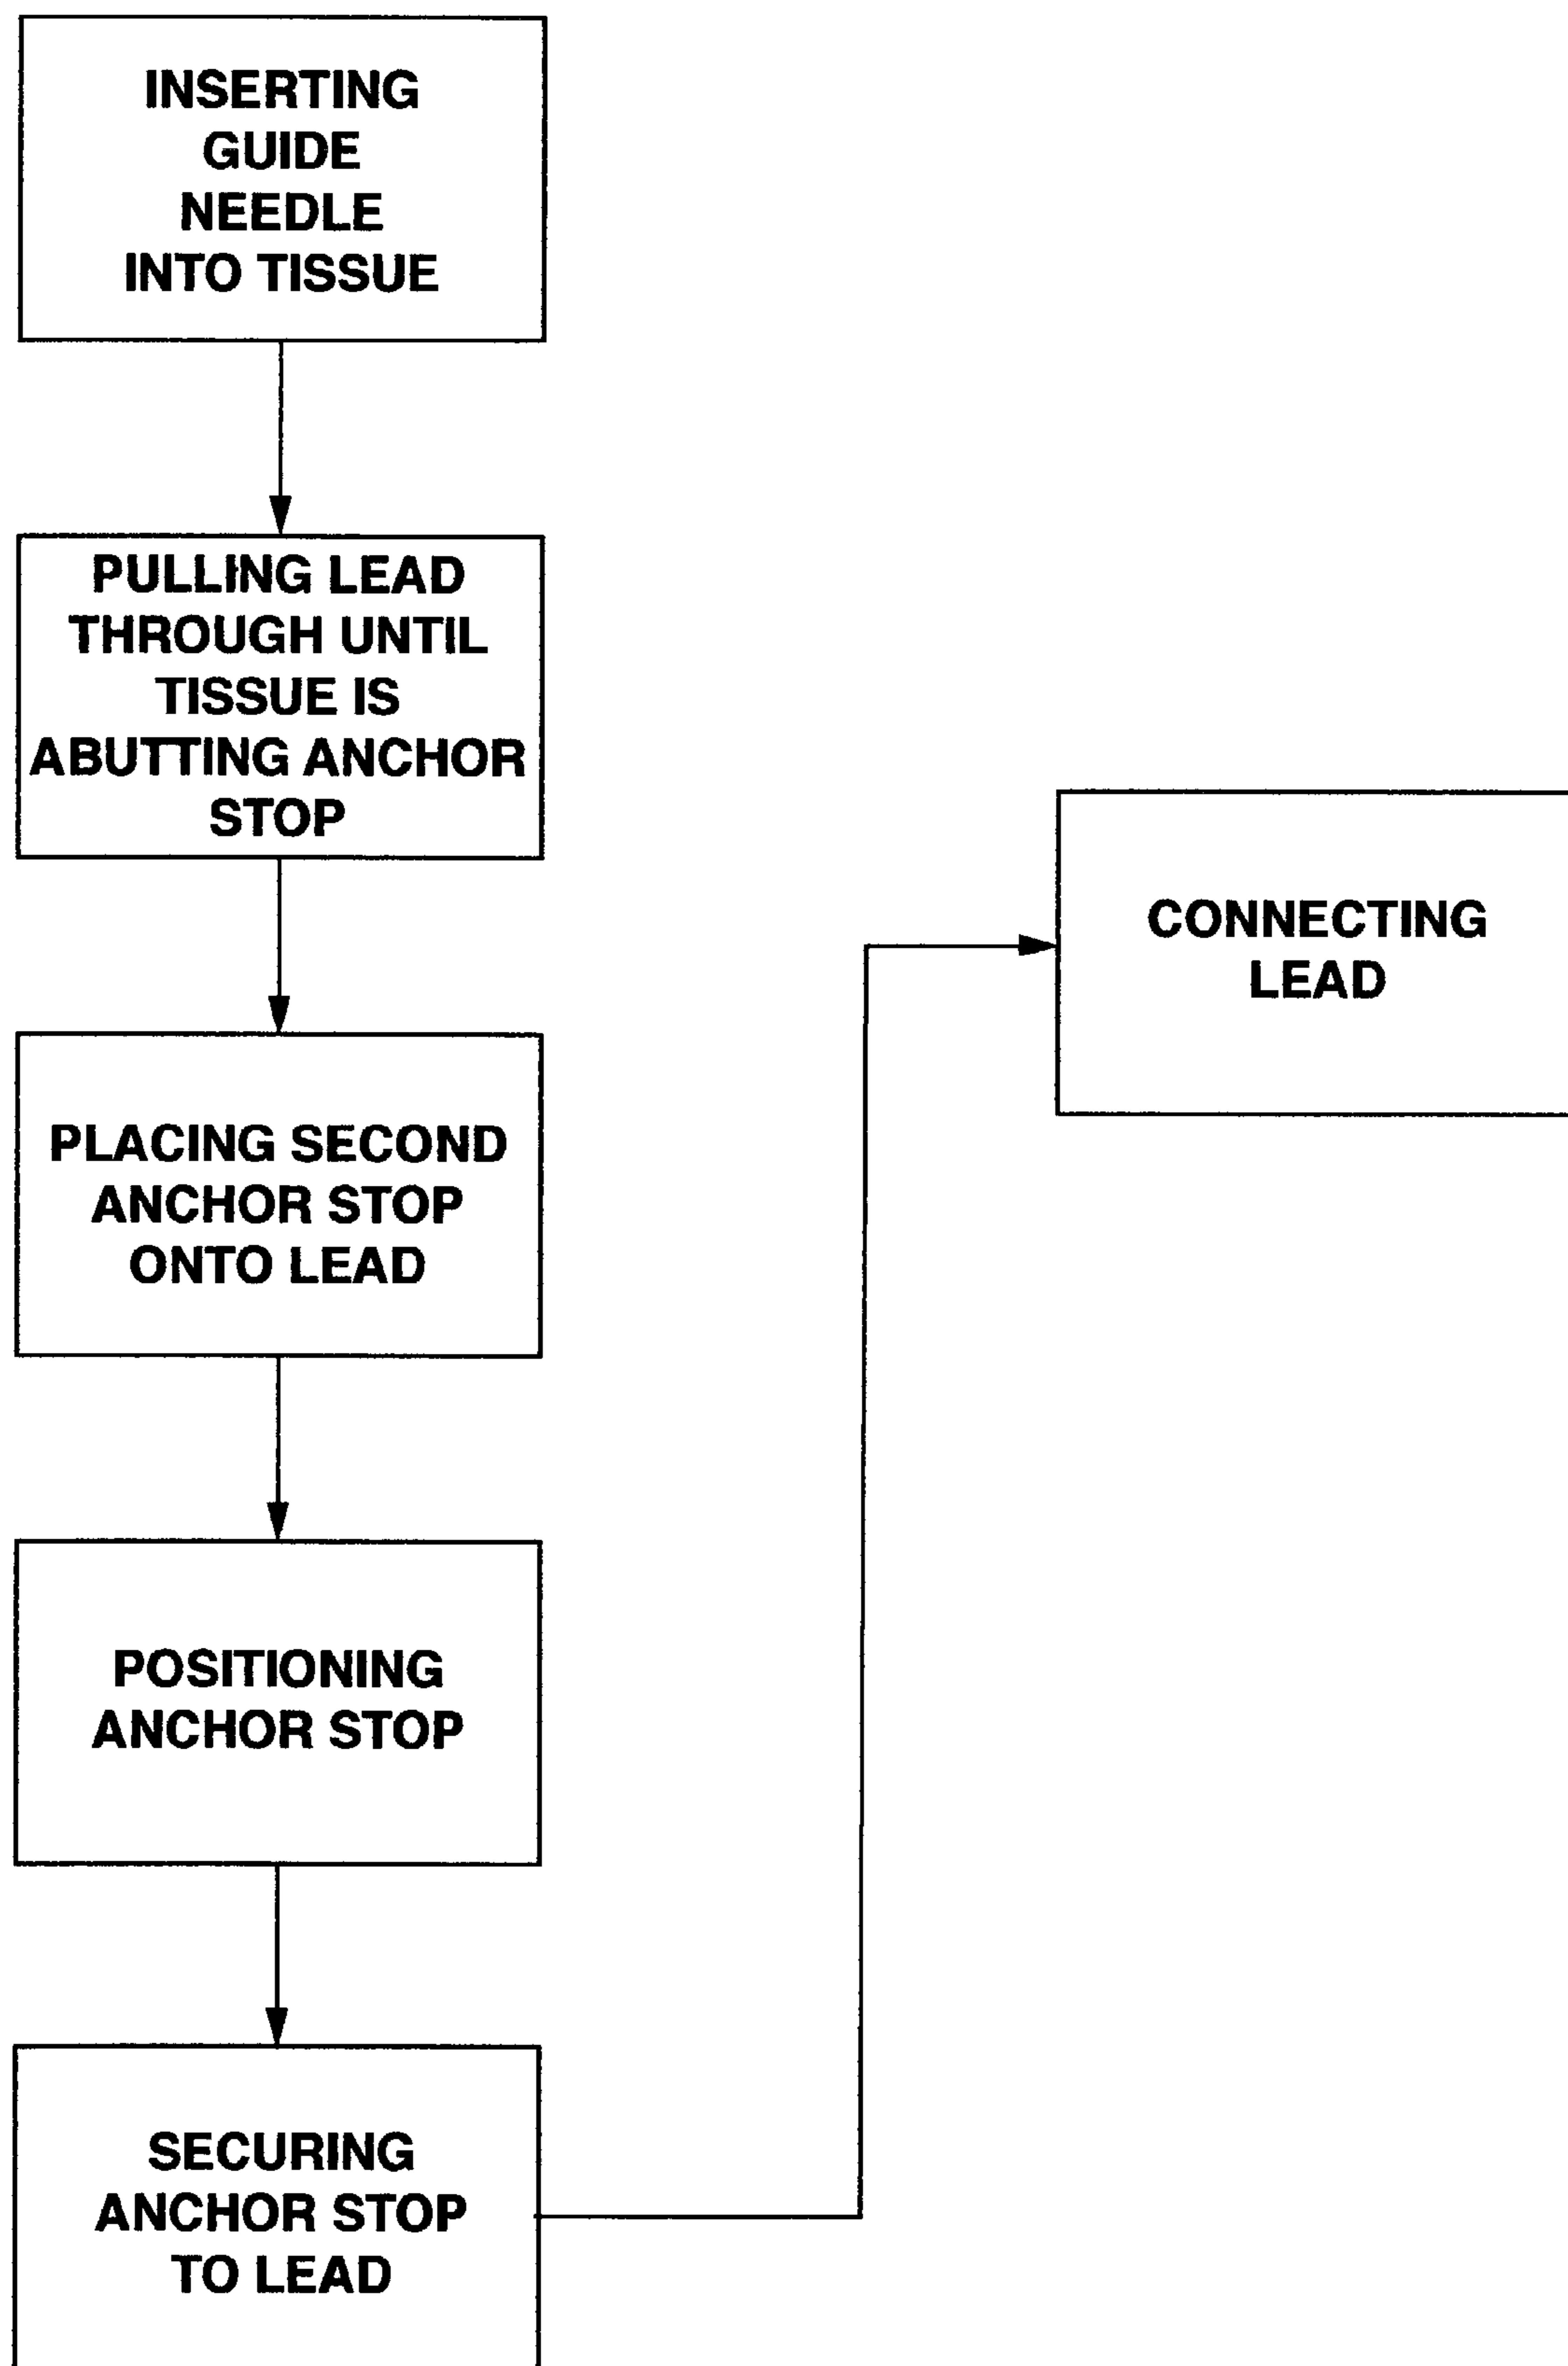 INSERTING
GUIDE
NEEDLE
INTO TISSUE
PULLING LEAD
THROUGH UNTIL
TISSUE IS
ABUTTING ANCHOR
STOP
PLACING SECOND
ANCHOR STOP
ONTO LEAD
POSITIONING
ANCHOR STOP
SECURING
ANCHOR STOP
TO LEAD
CONNECTING
LEAD